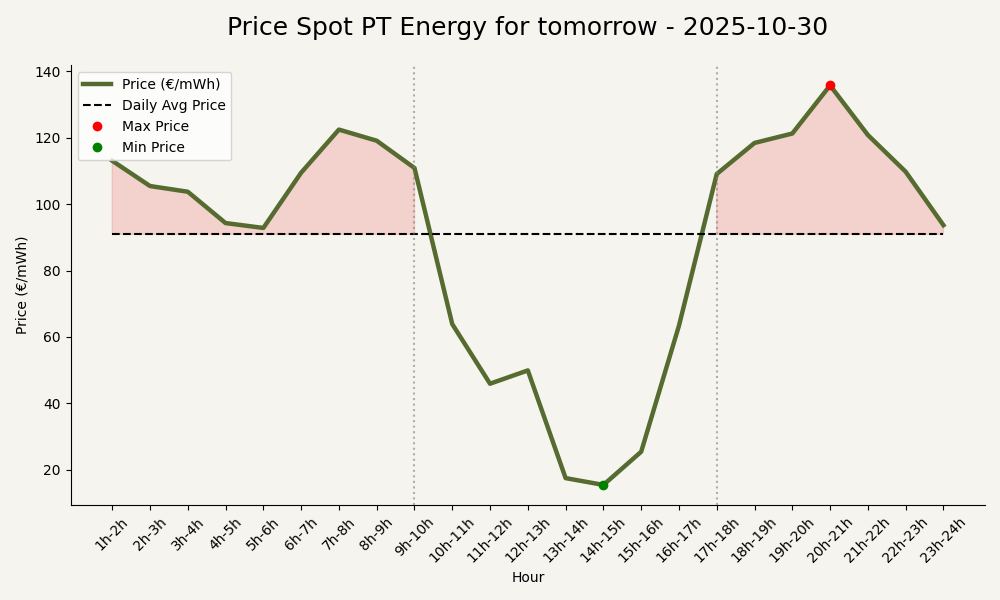 Price Spot PT Energy for tomorrow - 2025-10-30
Price (€/mWh)
Daily Avg Price
Max Price
Min Price
Price (€/mWh)
140
120
100
80
60
40
20
1h-2h
2h-3h
3h-4h
4h-5h
5h-6h
6h-7h
7h-8h
8h-9h
9h-10h
10h-11h
11h-12h
12h-13h
13h-14h
14h-15h
15h-16h
16h-17h
17h-18h
18h-19h
19h-20h
20h-21h
21h-22h
22h-23h
23h-24h
Hour